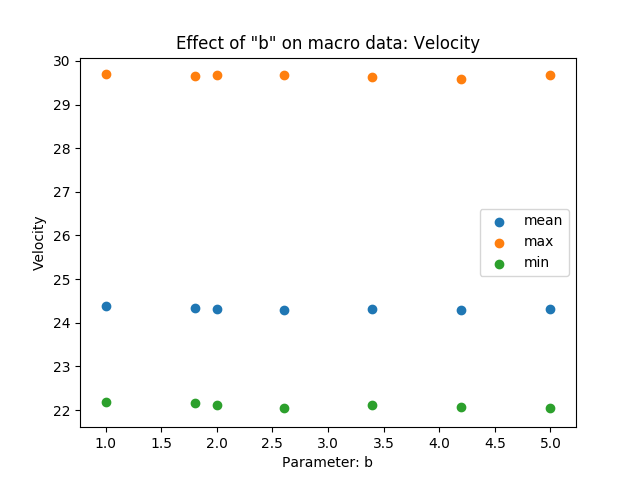 Effect of "b" on macro data: Velocity
30
29
28
27
26
25
24
23
22
Velocity
mean
max
min
1.0 1.5 2.0 2.5 3.0 3.5 4.0 4.5 5.0
Parameter: b